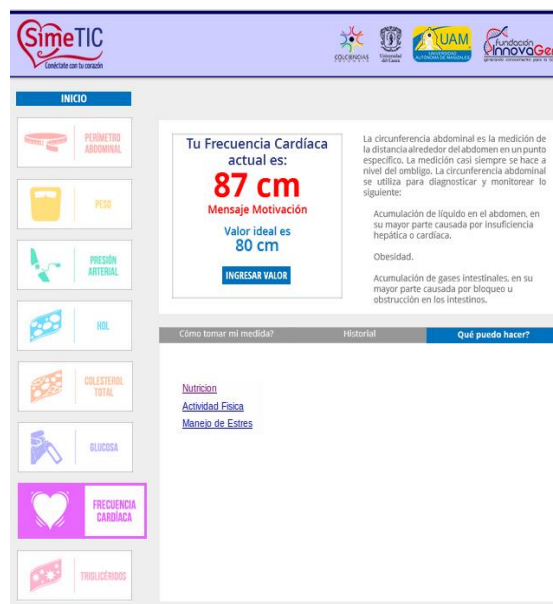 SimeTIC
Conéctate con tu corazón
COLCIENCIAS
Universidad
del Cauca
UAM
UNIVERSIDAD
AUTÓNOMA DE MANIZALES
fundación
InnovaGe
INICIO
PERÍMETRO
ABDOMINAL
PESO
PRESIÓN
ARTERIAL
HDL
COLESTEROL
TOTAL
GLUCOSA
FRECUENCIA
CARDÍACA
TRIGLICÉRIDOS
Tu Frecuencia Cardíaca
actual es:
87 cm
Mensaje Motivación
Valor ideal es
80 cm
INGRESAR VALOR
La circunferencia abdominal es la medición de
la distancia alrededor del abdomen en un punto
específico. La medición casi siempre se hace a
nivel del ombligo. La circunferencia abdominal
se utiliza para diagnosticar y monitorear lo
siguiente:
Acumulación de líquido en el abdomen, en
su mayor parte causada por insuficiencia
hepática o cardíaca.
Obesidad.
Acumulación de gases intestinales, en su
mayor parte causada por bloqueo u
obstrucción en los intestinos.
Cómo tomar mi medida?
Historial
Qué puedo hacer?
Nutricion
Actividad Fisica
Manejo de Estres